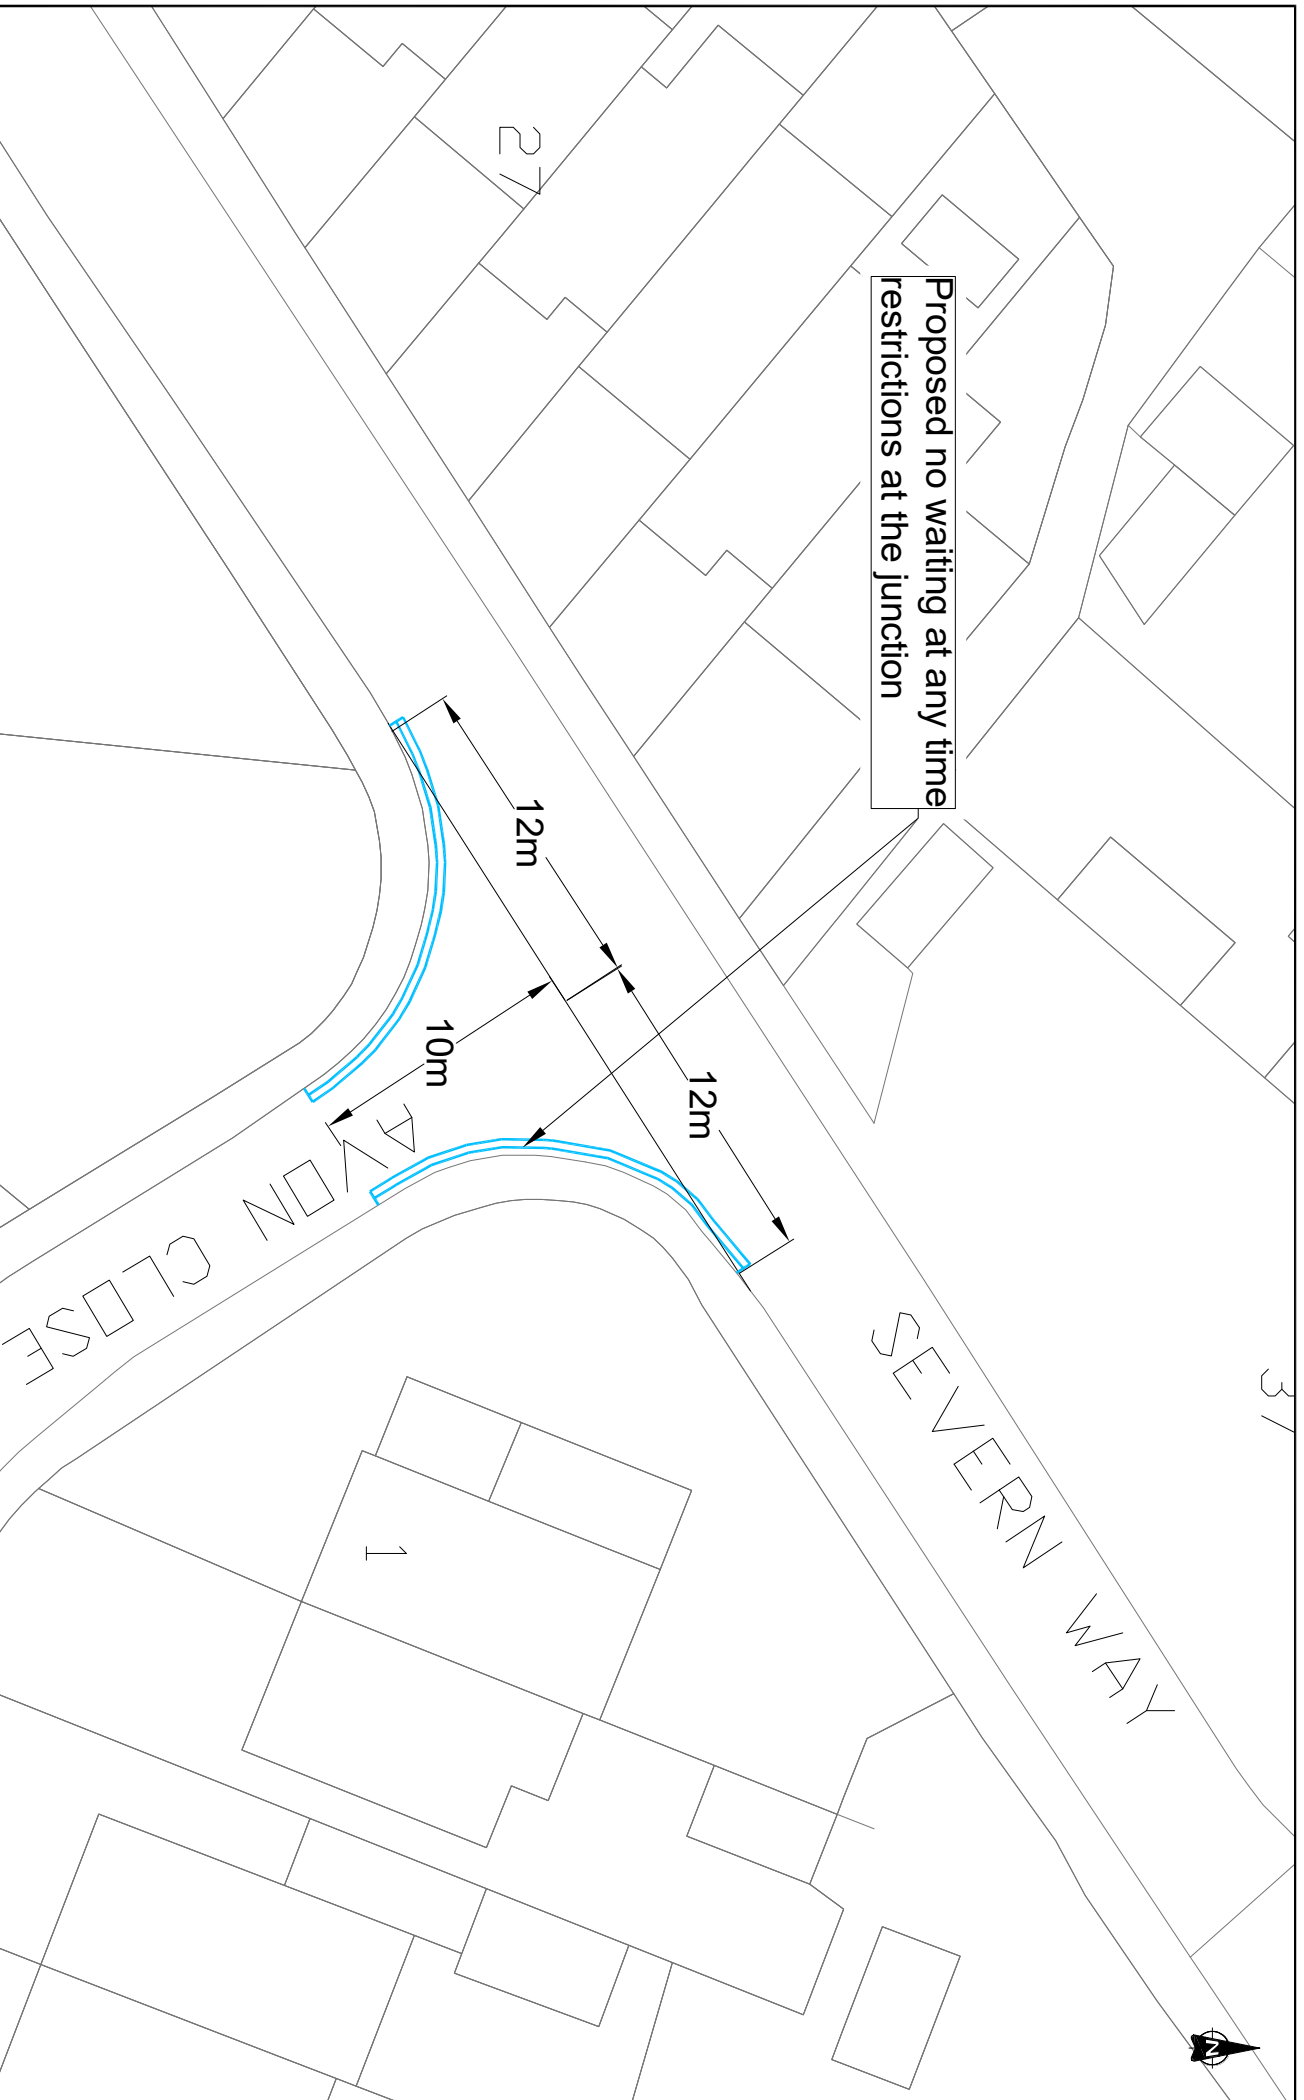 Proposed no waiting at any time
restrictions at the junction
27
12m
12m
10m
AVON CLOSE
SEVERN WAY
1
N